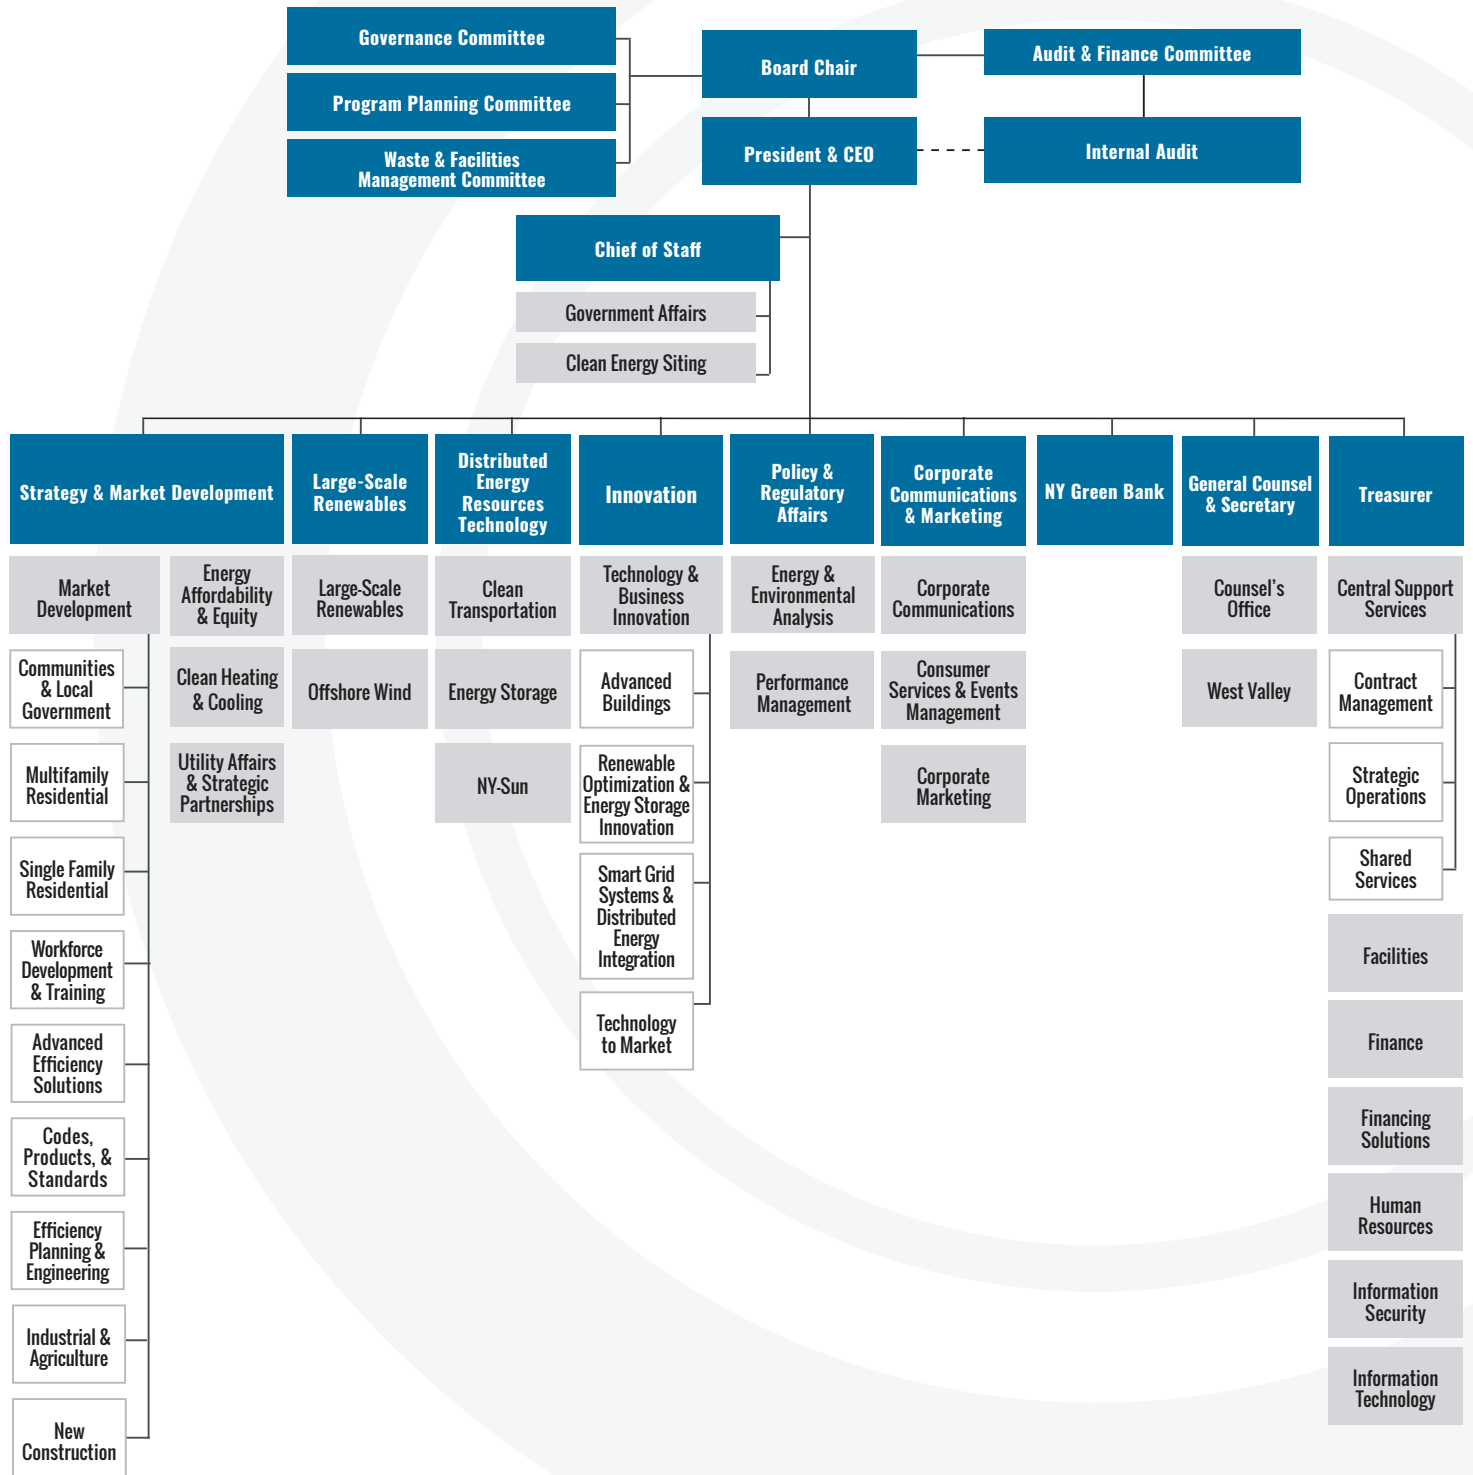 Governance Committee
Program Planning Committee
Waste & Facilities
Management Committee
Board Chair
President & CEO
Audit & Finance Committee
Internal Audit
Chief of Staff
Government Affairs
Clean Energy Siting
Strategy & Market Development
Market
Development
Communities
& Local
Government
Multifamily
Residential
Single Family
Residential
Workforce
Development
& Training
Advanced
Efficiency
Solutions
Codes,
Products, &
Standards
Efficiency
Planning &
Engineering
Industrial &
Agriculture
New
Construction
Energy
Affordability
& Equity
Clean Heating
& Cooling
Utility Affairs
& Strategic
Partnerships
Large-Scale
Renewables
Large-Scale
Renewables
Offshore Wind
Distributed
Energy
Resources
Technology
Clean
Transportation
Energy Storage
NY-Sun
Innovation
Technology &
Business
Innovation
Advanced
Buildings
Renewable
Optimization &
Energy Storage
Innovation
Smart Grid
Systems &
Distributed
Energy
Integration
Technology
to Market
Policy &
Regulatory
Affairs
Energy &
Environmental
Analysis
Performance
Management
Corporate
Communications
& Marketing
Corporate
Communications
Consumer
Services & Events
Management
Corporate
Marketing
NY Green Bank
General Counsel
& Secretary
Counsel's
Office
West Valley
Treasurer
Central Support
Services
Contract
Management
Strategic
Operations
Shared
Services
Facilities
Finance
Financing
Solutions
Human
Resources
Information
Security
Information
Technology